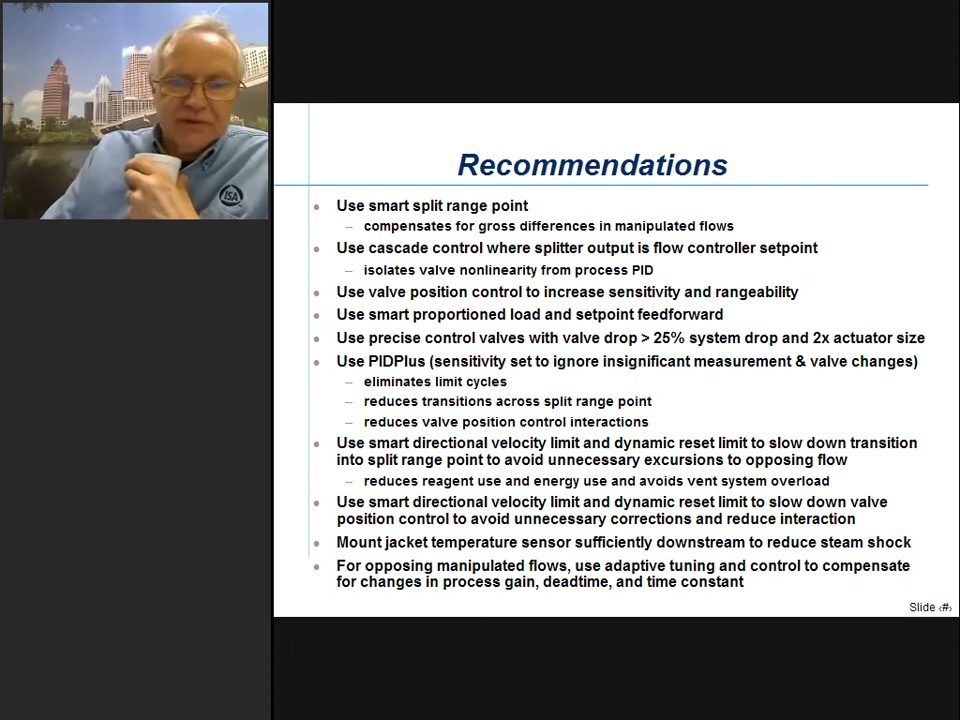 ISA
Recommendations
• Use smart split range point
– compensates for gross differences in manipulated flows
• Use cascade control where splitter output is flow controller setpoint
– isolates valve nonlinearity from process PID
• Use valve position control to increase sensitivity and rangeability
• Use smart proportioned load and setpoint feedforward
• Use precise control valves with valve drop > 25% system drop and 2x actuator size
• Use PIDPlus (sensitivity set to ignore insignificant measurement & valve changes)
– eliminates limit cycles
– reduces transitions across split range point
– reduces valve position control interactions
• Use smart directional velocity limit and dynamic reset limit to slow down transition
into split range point to avoid unnecessary excursions to opposing flow
– reduces reagent use and energy use and avoids vent system overload
• Use smart directional velocity limit and dynamic reset limit to slow down valve
position control to avoid unnecessary corrections and reduce interaction
• Mount jacket temperature sensor sufficiently downstream to reduce steam shock
• For opposing manipulated flows, use adaptive tuning and control to compensate
for changes in process gain, deadtime, and time constant
Slide ‹#›